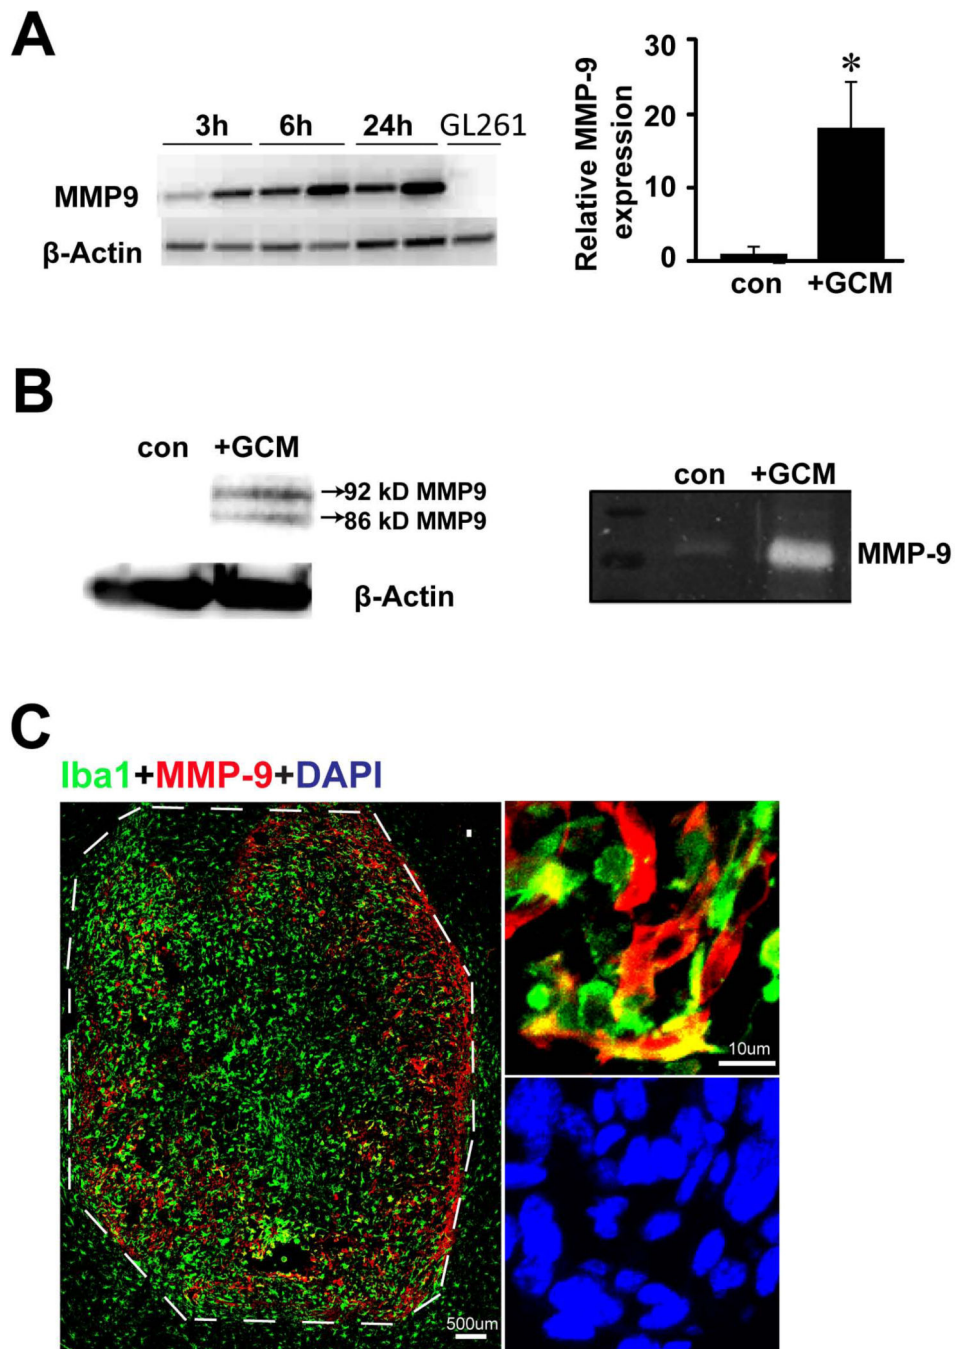 A
3h 6h 24h GL261
MMP9
β-Actin
Relative MMP-9
expression
30
20
10
0
*
con +GCM
B
con +GCM
→92 kD MMP9
→86 kD MMP9
β-Actin
con +GCM
MMP-9
C
Iba1+MMP-9+DAPI
500um
10um